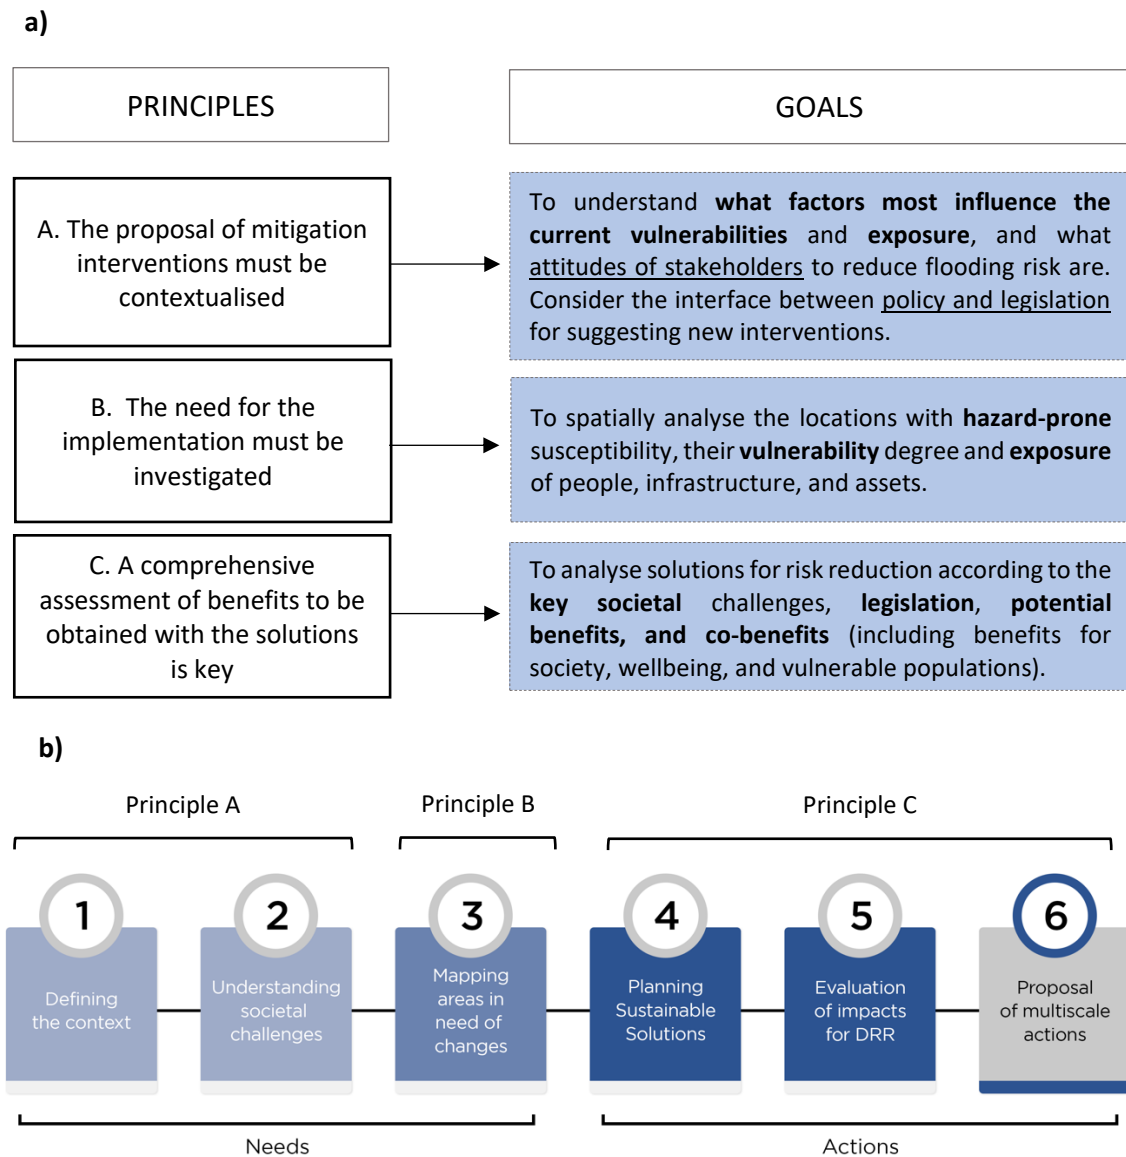 a)
PRINCIPLES
GOALS
A. The proposal of mitigation
interventions must be
contextualised
To understand what factors most influence the
current vulnerabilities and exposure, and what
attitudes of stakeholders to reduce flooding risk are.
Consider the interface between policy and legislation
for suggesting new interventions.
B. The need for the
implementation must be
investigated
To spatially analyse the locations with hazard-prone
susceptibility, their vulnerability degree and exposure
of people, infrastructure, and assets.
C. A comprehensive
assessment of benefits to be
obtained with the solutions
is key
To analyse solutions for risk reduction according to the
key societal challenges, legislation, potential
benefits, and co-benefits (including benefits for
society, wellbeing, and vulnerable populations).
b)
Principle A
Principle B
Principle C
1
Defining
the context
2
Understanding
societal
challenges
3
Mapping
areas in
need of
changes
4
Planning
Sustainable
Solutions
5
Evaluation
of impacts
for DRR
6
Proposal
of multiscale
actions
Needs
Actions